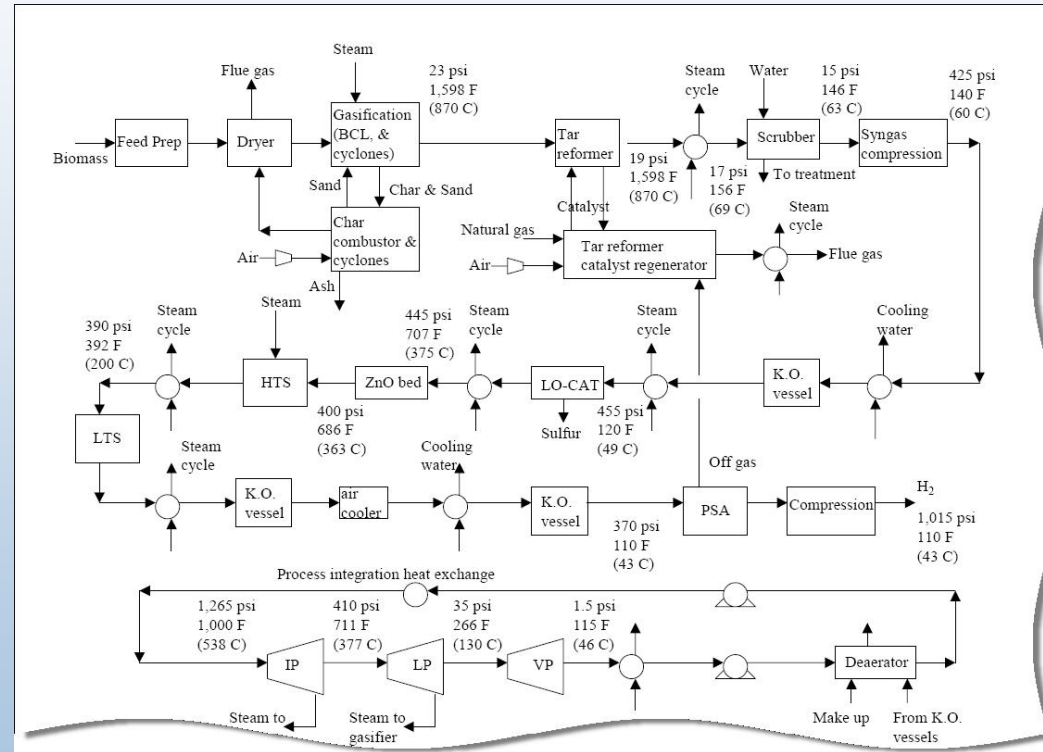 Steam
Flue gas
23 psi
1,598 F
(870 C)
Steam
cycle
Water
15 psi
146 F
(63 C)
425 psi
140 F
(60 C)
Biomass
Feed Prep
Dryer
Gasification
(BCL, &
cyclones)
Tar
reformer
19 psi
1,598 F
(870 C)
17 psi
156 F
(69 C)
Scrubber
To treatment
Syngas
compression
Sand
Char & Sand
Catalyst
Char
combustor &
cyclones
Air
Ash
Natural gas
Air
Tar reformer
catalyst regenerator
Steam
cycle
Flue gas
390 psi
392 F
(200 C)
Steam
cycle
Steam
HTS
400 psi
686 F
(363 C)
445 psi
707 F
(375 C)
ZnO bed
Steam
cycle
LO-CAT
Sulfur
455 psi
120 F
(49 C)
Steam
cycle
K.O.
vessel
Cooling
water
LTS
Steam
cycle
K.O.
vessel
air
cooler
Cooling
water
K.O.
vessel
370 psi
110 F
(43 C)
Off gas
PSA
Compression
H2
1,015 psi
110 F
(43 C)
Process integration heat exchange
1,265 psi
1,000 F
(538 C)
410 psi
711 F
(377 C)
35 psi
266 F
(130 C)
1.5 psi
115 F
(46 C)
IP
LP
VP
Deaerator
Steam to
Steam to
gasifier
Make up
From K.O.
vessels